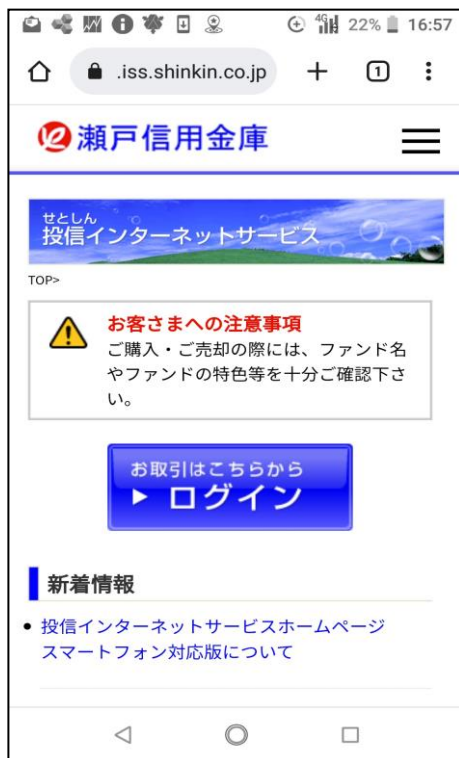 4G 22% 16:57
.iss.shinkin.co.jp 1
瀬戸信用金庫
せとしん
投信インターネットサービス
TOP>
お客さまへの注意事項
ご購入・ご売却の際には、ファンド名
やファンドの特色等を十分ご確認下さ
い。
お取引はこちらから
ログイン
新着情報
投信インターネットサービスホームページ
スマートフォン対応版について